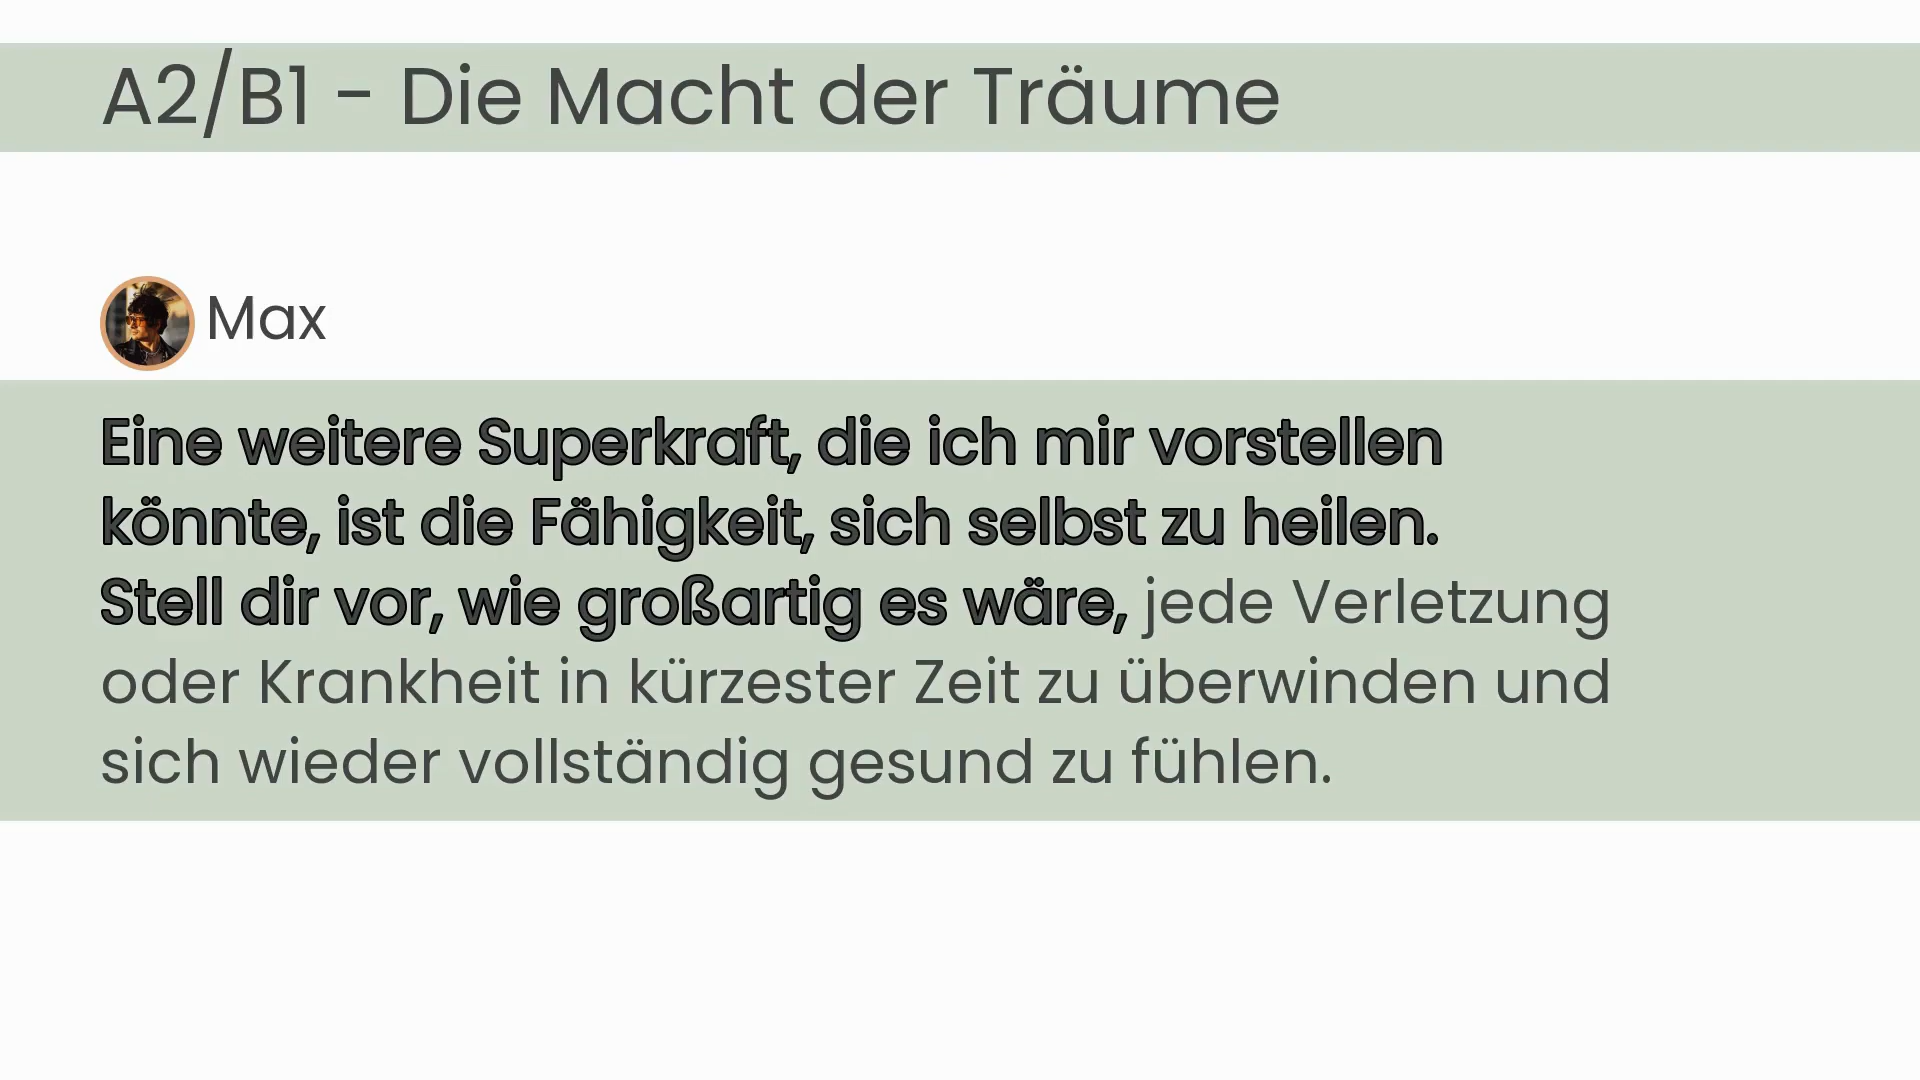 A2/B1 - Die Macht der Träume
Max
Eine weitere Superkraft, die ich mir vorstellen
könnte, ist die Fähigkeit, sich selbst zu heilen.
Stell dir vor, wie großartig es wäre, jede Verletzung
oder Krankheit in kürzester Zeit zu überwinden und
sich wieder vollständig gesund zu fühlen.